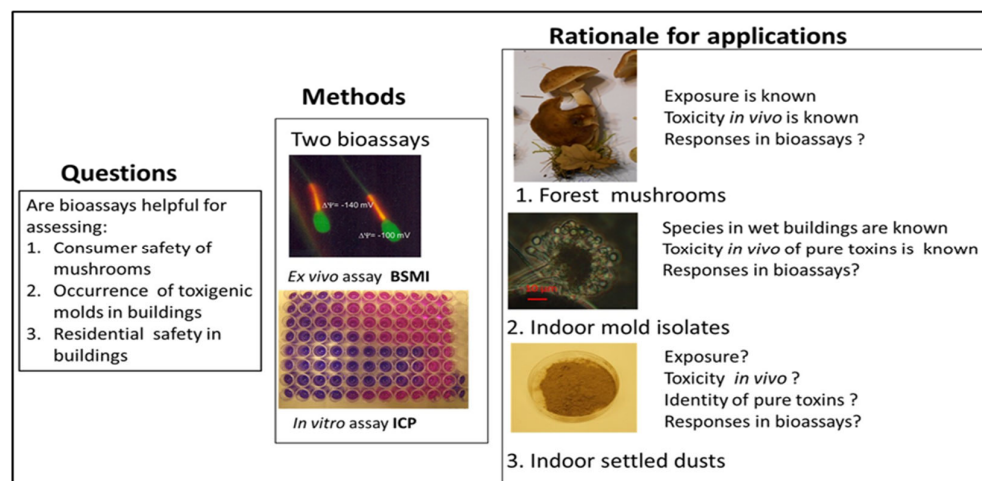 Questions
Are bioassays helpful for
assessing:
1. Consumer safety of
mushrooms
2. Occurrence of toxigenic
molds in buildings
3. Residential safety in
buildings
Methods
Two bioassays
ΔΨ= -140 mV
ΔΨ= -100 mV
Ex vivo assay BSMI
In vitro assay ICP
Rationale for applications
Exposure is known
Toxicity in vivo is known
Responses in bioassays ?
1. Forest mushrooms
Species in wet buildings are known
Toxicity in vivo of pure toxins is known
Responses in bioassays?
2. Indoor mold isolates
Exposure?
Toxicity in vivo ?
Identity of pure toxins ?
Responses in bioassays?
3. Indoor settled dusts